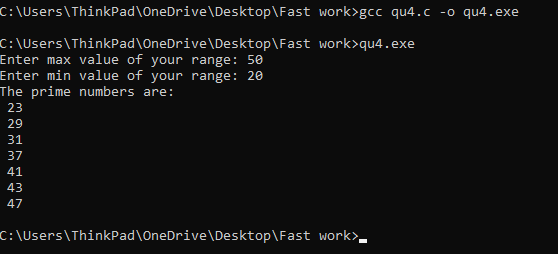 C:\Users\ThinkPad\OneDrive\Desktop\Fast work>gcc qu4.c -o qu4.exe
C:\Users\ThinkPad\OneDrive\Desktop\Fast work>qu4.exe
Enter max value of your range: 50
Enter min value of your range: 20
The prime numbers are:
23
29
31
37
41
43
47
C:\Users\ThinkPad\OneDrive\Desktop\Fast work>